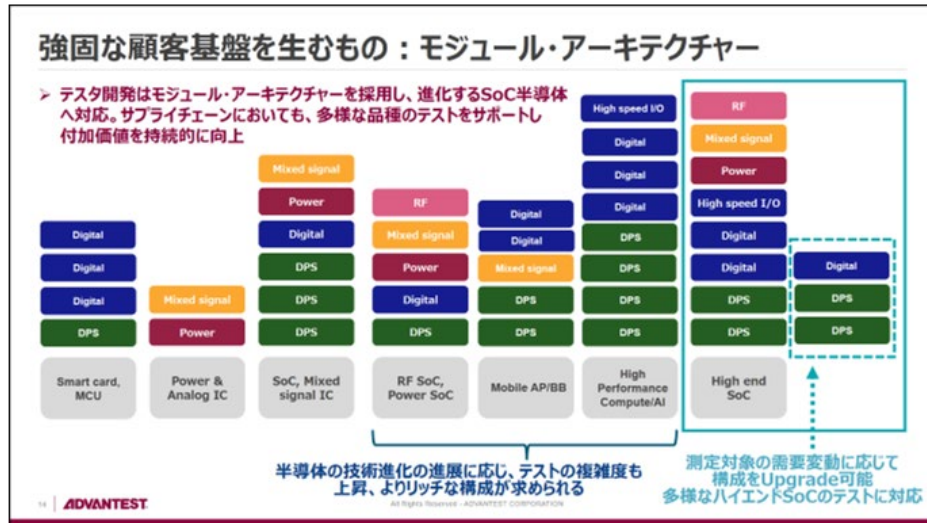 強固な顧客基盤を生むもの：モジュール・アーキテクチャー
➢ テスタ開発はモジュール・アーキテクチャーを採用し、進化するSoC半導体
へ対応。サプライチェーンにおいても、多様な品種のテストをサポートし
付加価値を持続的に向上
Digital
Digital
Digital
DPS
Smart card,
MCU
Mixed signal
Power
Power &
Analog IC
Mixed signal
Power
Digital
DPS
DPS
DPS
SoC, Mixed
signal IC
RF
Mixed signal
Power
Digital
DPS
RF SoC,
Power SoC
Digital
Digital
Mixed signal
DPS
DPS
Mobile AP/BB
High speed I/O
Digital
Digital
Digital
DPS
DPS
DPS
DPS
High
Performance
Compute/AI
RF
Mixed signal
Power
High speed I/O
Digital
Digital
DPS
DPS
High end
SoC
Digital
DPS
DPS
半導体の技術進化の進展に応じ、テストの複雑度も
上昇、よりリッチな構成が求められる
測定対象の需要変動に応じて
構成をUpgrade可能
多様なハイエンドSoCのテストに対応
14
ADVANTEST
All Rights Reserved - ADVANTEST CORPORATION